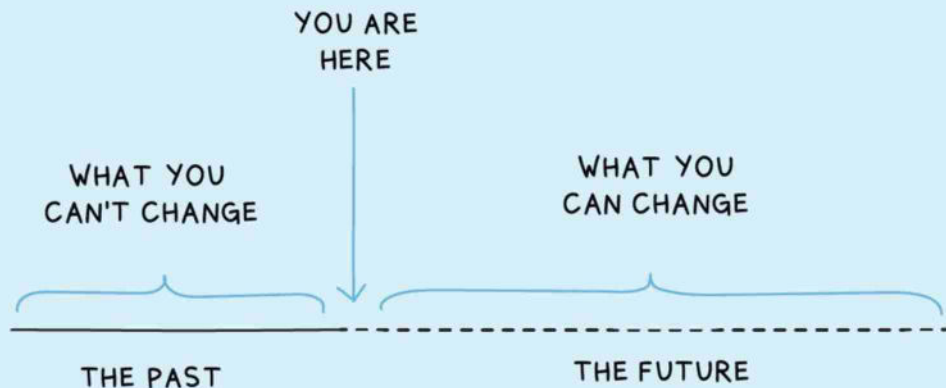 YOU ARE
HERE
WHAT YOU
CAN'T CHANGE
WHAT YOU
CAN CHANGE
THE PAST
THE FUTURE